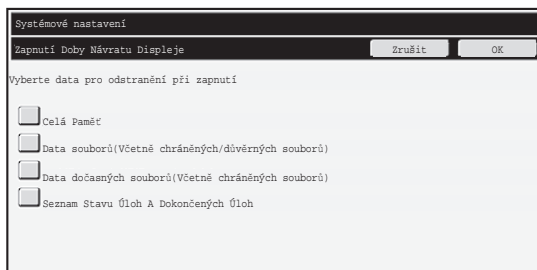 Systémové nastavení
Zapnutí Doby Návratu Displeje Zrušit OK
Vyberte data pro odstranění při zapnutí
Celá Paměť
Data souborů(Včetně chráněných/důvěrných souborů)
Data dočasných souborů(Včetně chráněných souborů)
Seznam Stavu Úloh A Dokončených Úloh